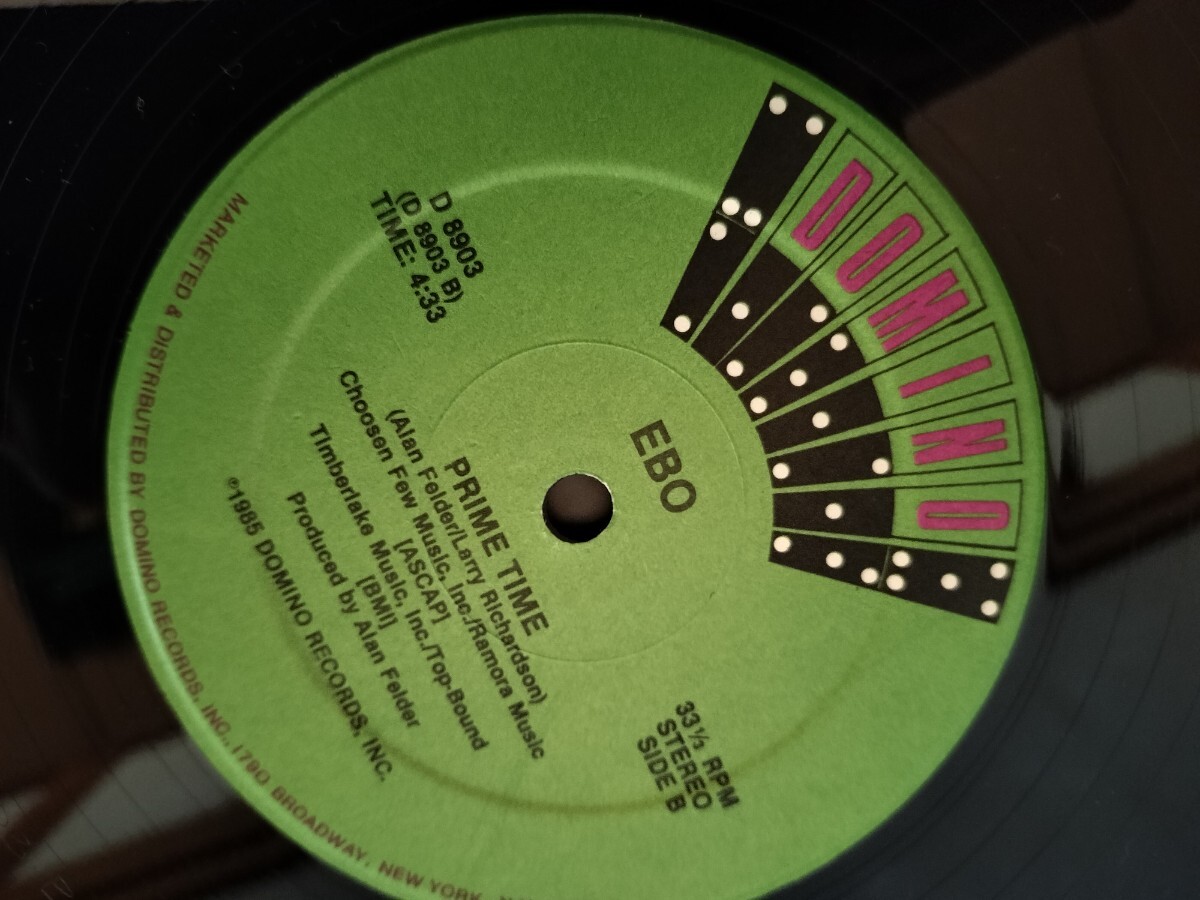 DOMINO
EBO
D 8903
(D 8903 B)
TIME: 4:33
33⅓ RPM
STEREO
SIDE B
PRIME TIME
(Alan Felder/Larry Richardson)
Choosen Few Music, Inc./Ramora Music
[ASCAP]
Timberlake Music, Inc./Top-Bound
[BMI]
Produced by Alan Felder
℗1985 DOMINO RECORDS, INC.
MARKETED & DISTRIBUTED BY DOMINO RECORDS, INC., 1790 BROADWAY, NEW YORK,